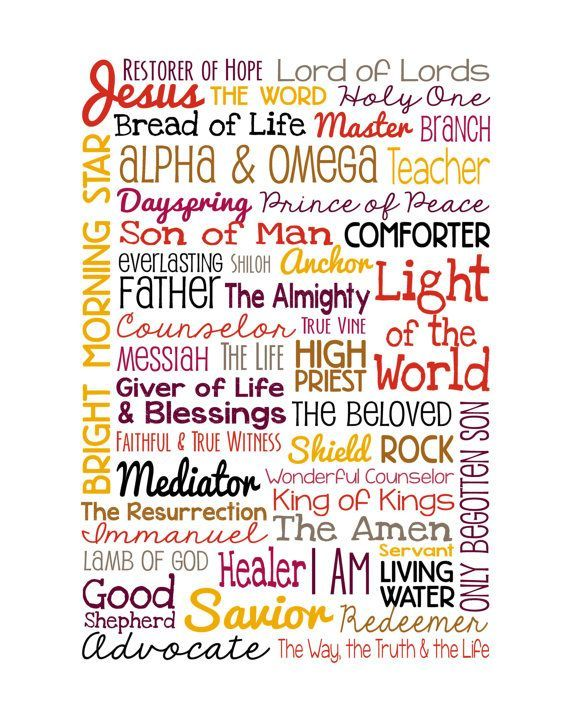 RESTORER OF HOPE LORD OF LORDS
Jesus THE WORD Holy One
Bread of Life Master BRANCH
ALPHA & OMEGA Teacher
BRIGHT MORNING STAR
Dayspring Prince of Peace
Son of Man COMFORTER
EVERLASTING FATHER SHILOH Anchor
The Almighty
Light of the World
Counselor TRUE VINE
MESSIAH THE LIFE HIGH PRIEST
Giver of Life & Blessings THE BELOVED
FAITHFUL & TRUE WITNESS Shield ROCK
Mediator Wonderful Counselor
King of Kings
ONLY BEGOTTEN SON
The Resurrection The Amen
Immanuel Servant
LAMB OF GOD Healer I AM LIVING WATER
Good Shepherd Savior Redeemer
Advocate The Way, the Truth & the Life